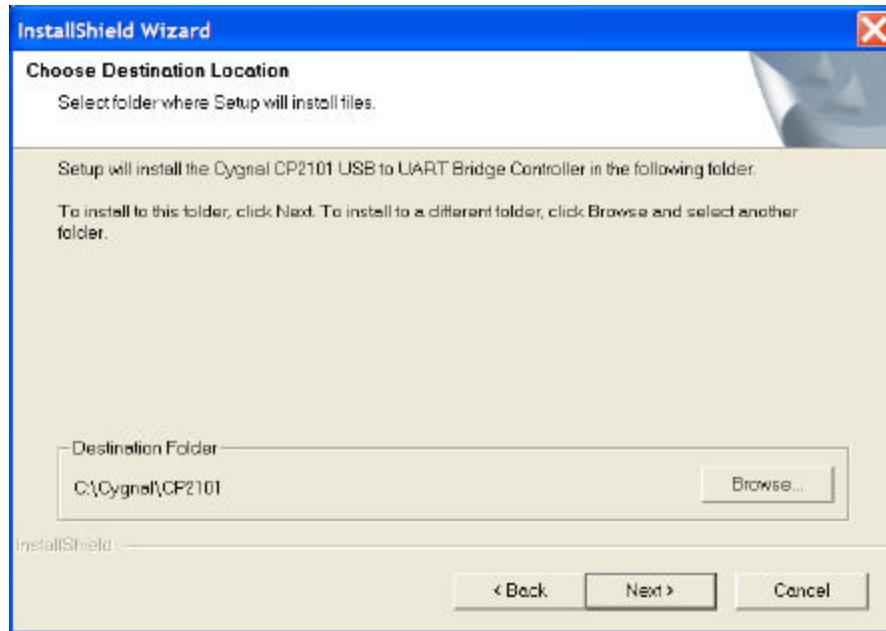 InstallShield Wizard
Choose Destination Location
Select folder where Setup will install files.
Setup will install the Cygnal CP2101 USB to UART Bridge Controller in the following folder.
To install to this folder, click Next. To install to a different folder, click Browse and select another
folder.
Destination Folder
C:\Cygnal\CP2101
Browse...
InstallShield
< Back
Next >
Cancel